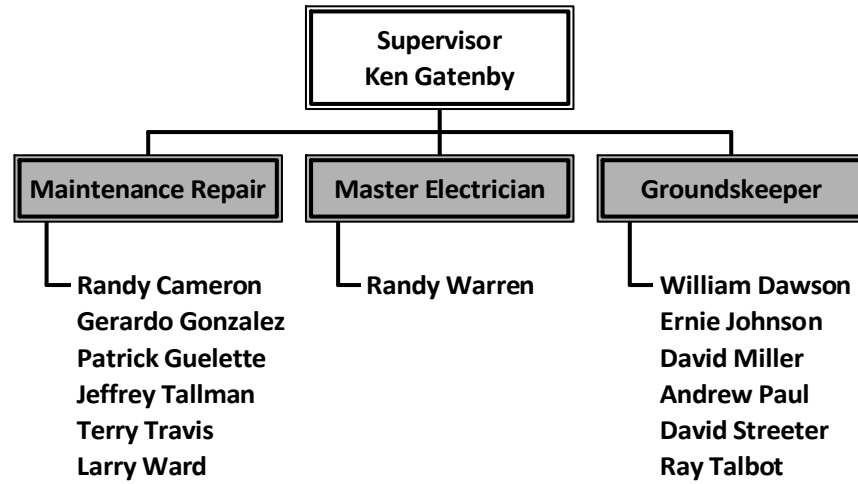 Supervisor
Ken Gatenby
Maintenance Repair
Master Electrician
Groundskeeper
Randy Cameron
Gerardo Gonzalez
Patrick Guelette
Jeffrey Tallman
Terry Travis
Larry Ward
Randy Warren
William Dawson
Ernie Johnson
David Miller
Andrew Paul
David Streeter
Ray Talbot